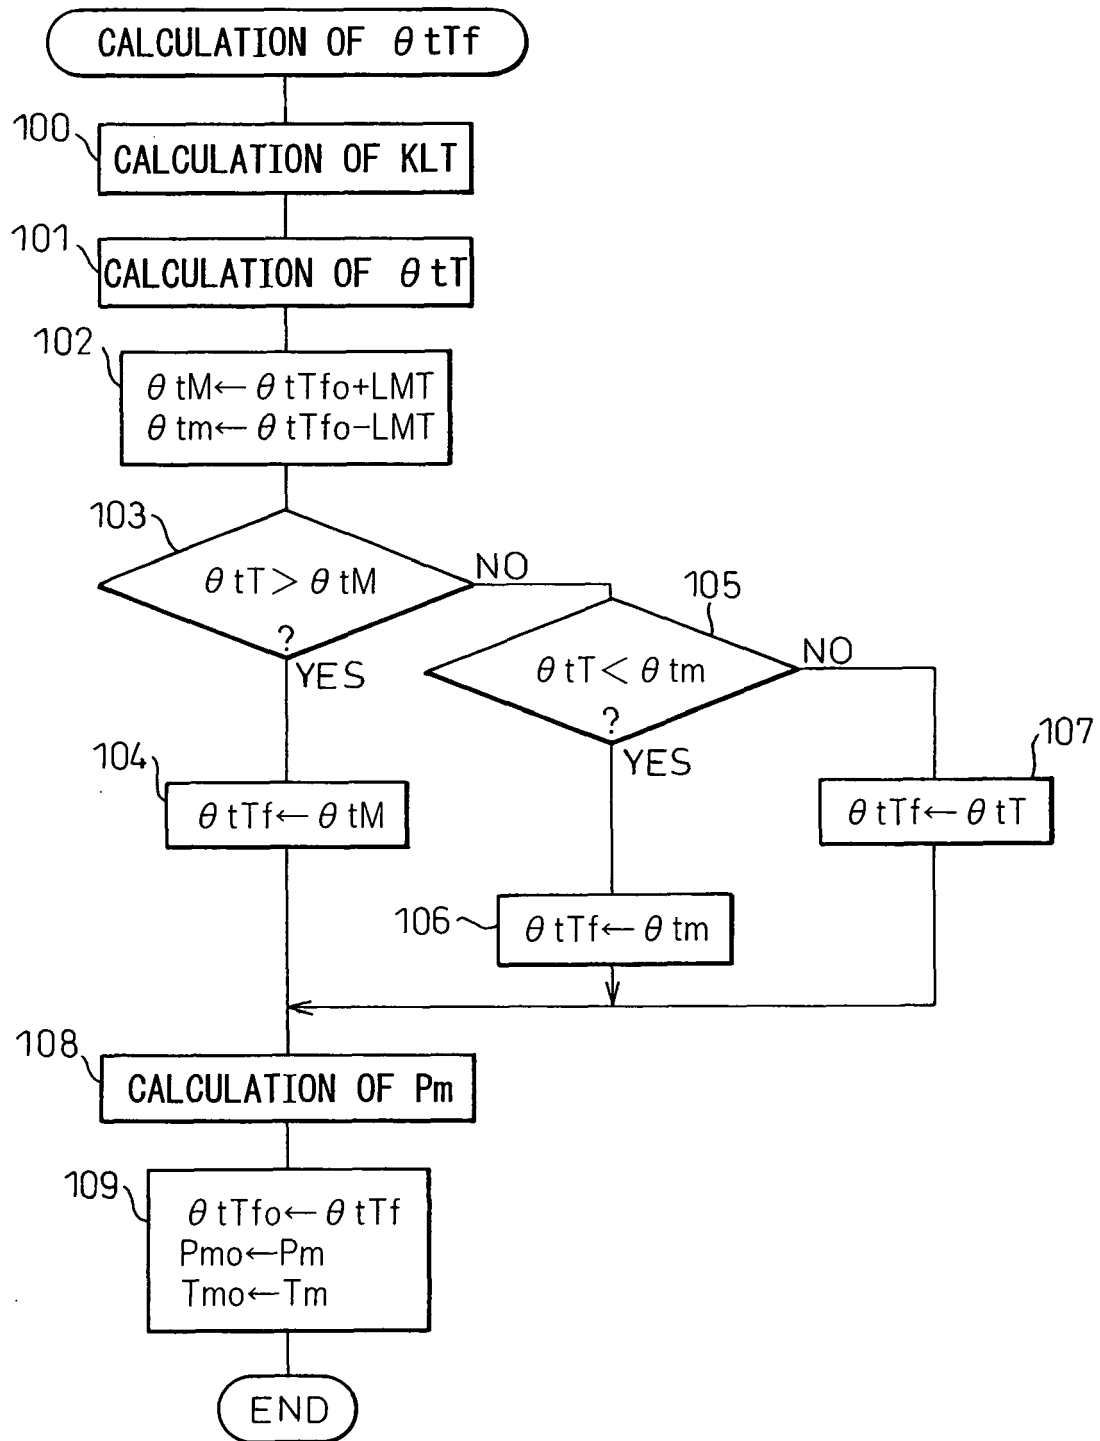 CALCULATION OF θtTf
100
CALCULATION OF KLT
101
CALCULATION OF θtT
102
θtM←θtTfo+LMT
θtm←θtTfo−LMT
103
θtT>θtM
?
NO
YES
105
θtT<θtm
?
NO
YES
104
θtTf←θtM
107
θtTf←θtT
106
θtTf←θtm
108
CALCULATION OF Pm
109
θtTfo←θtTf
Pmo←Pm
Tmo←Tm
END